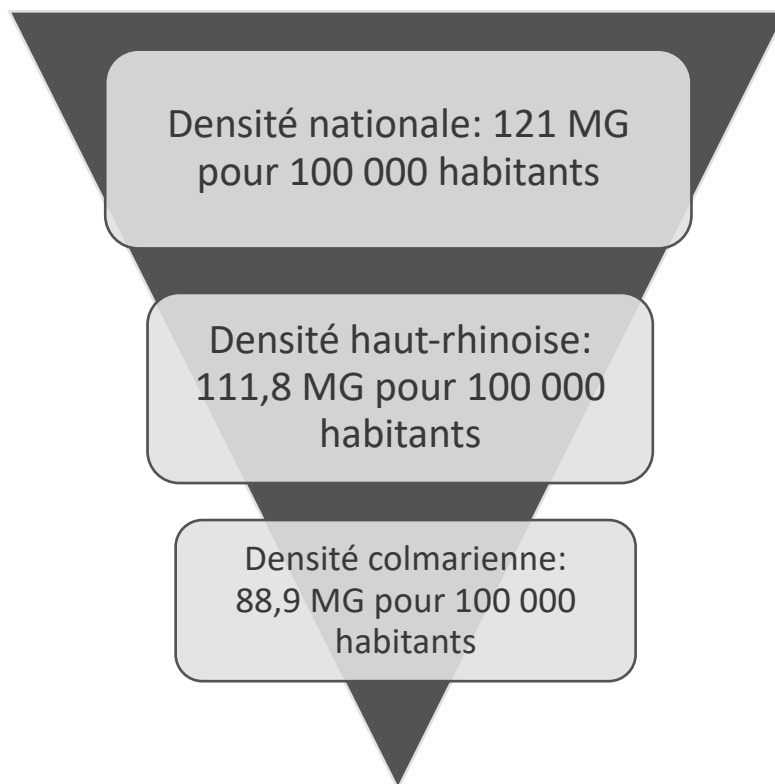 Densité nationale: 121 MG
pour 100 000 habitants
Densité haut-rhinoise:
111,8 MG pour 100 000
habitants
Densité colmarienne:
88,9 MG pour 100 000
habitants